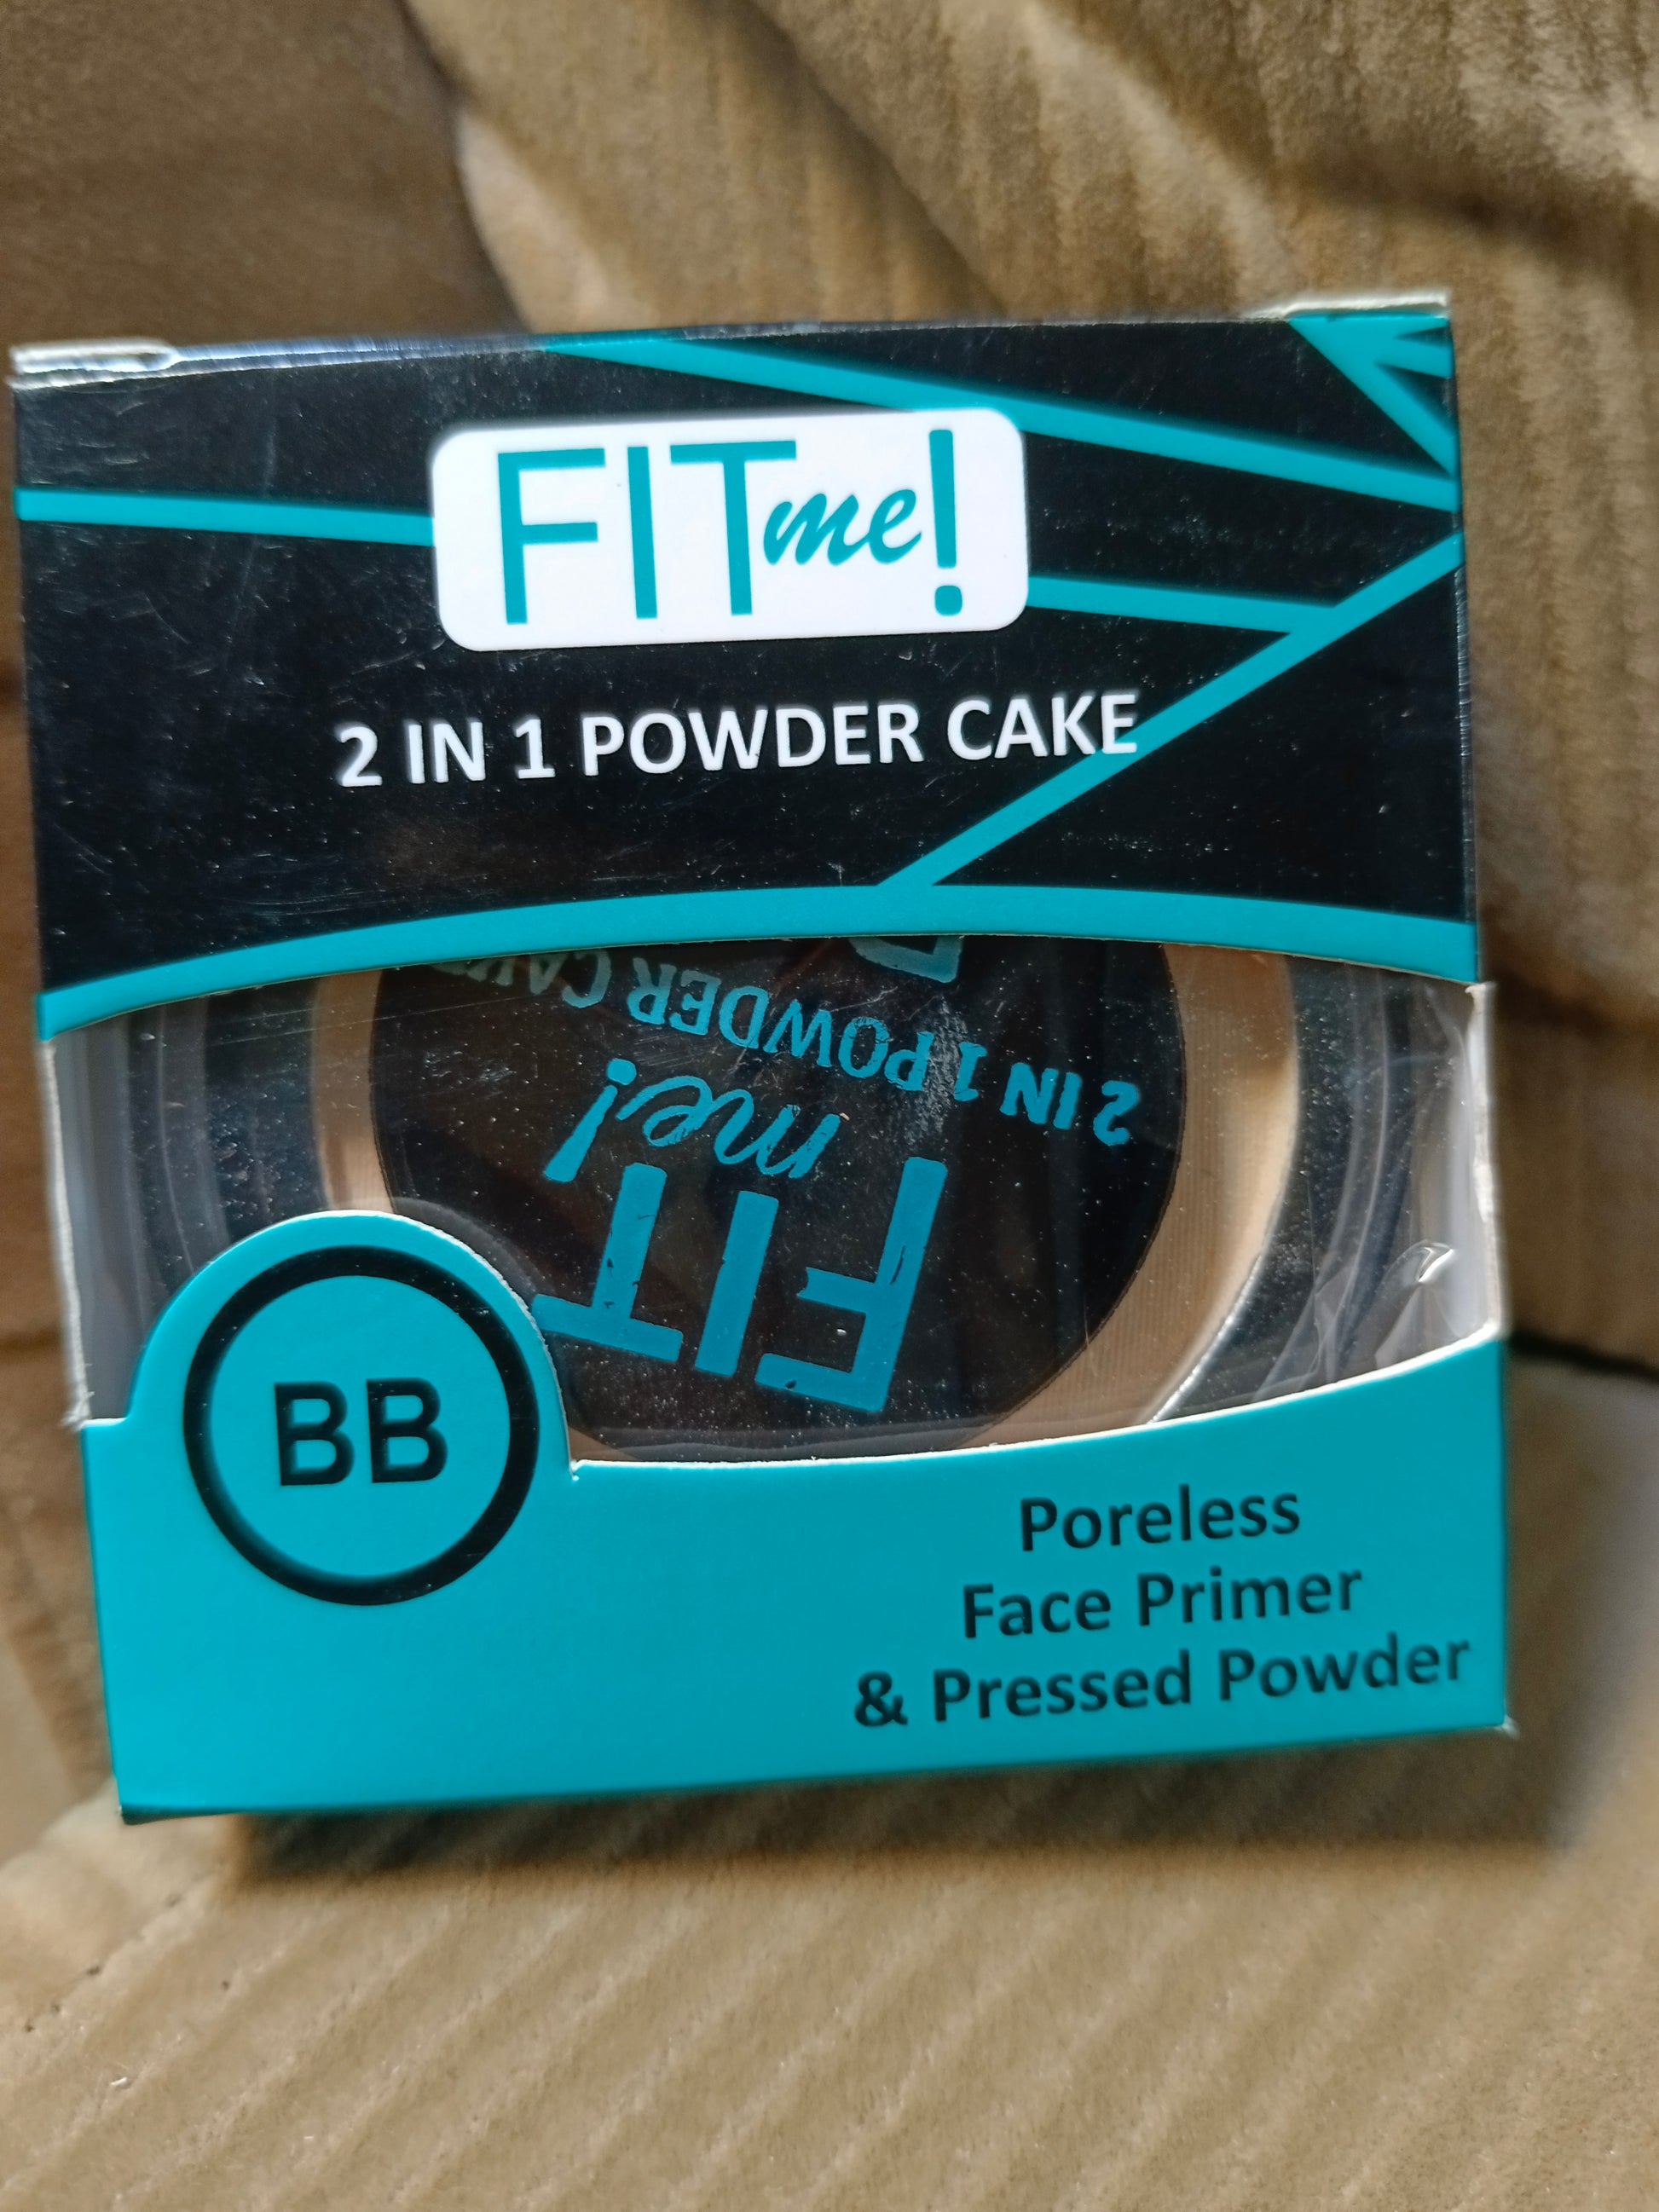 FIT me!
2 IN 1 POWDER CAKE
2 IN 1 POWDER CAKE
FIT me!
BB
Poreless
Face Primer
& Pressed Powder